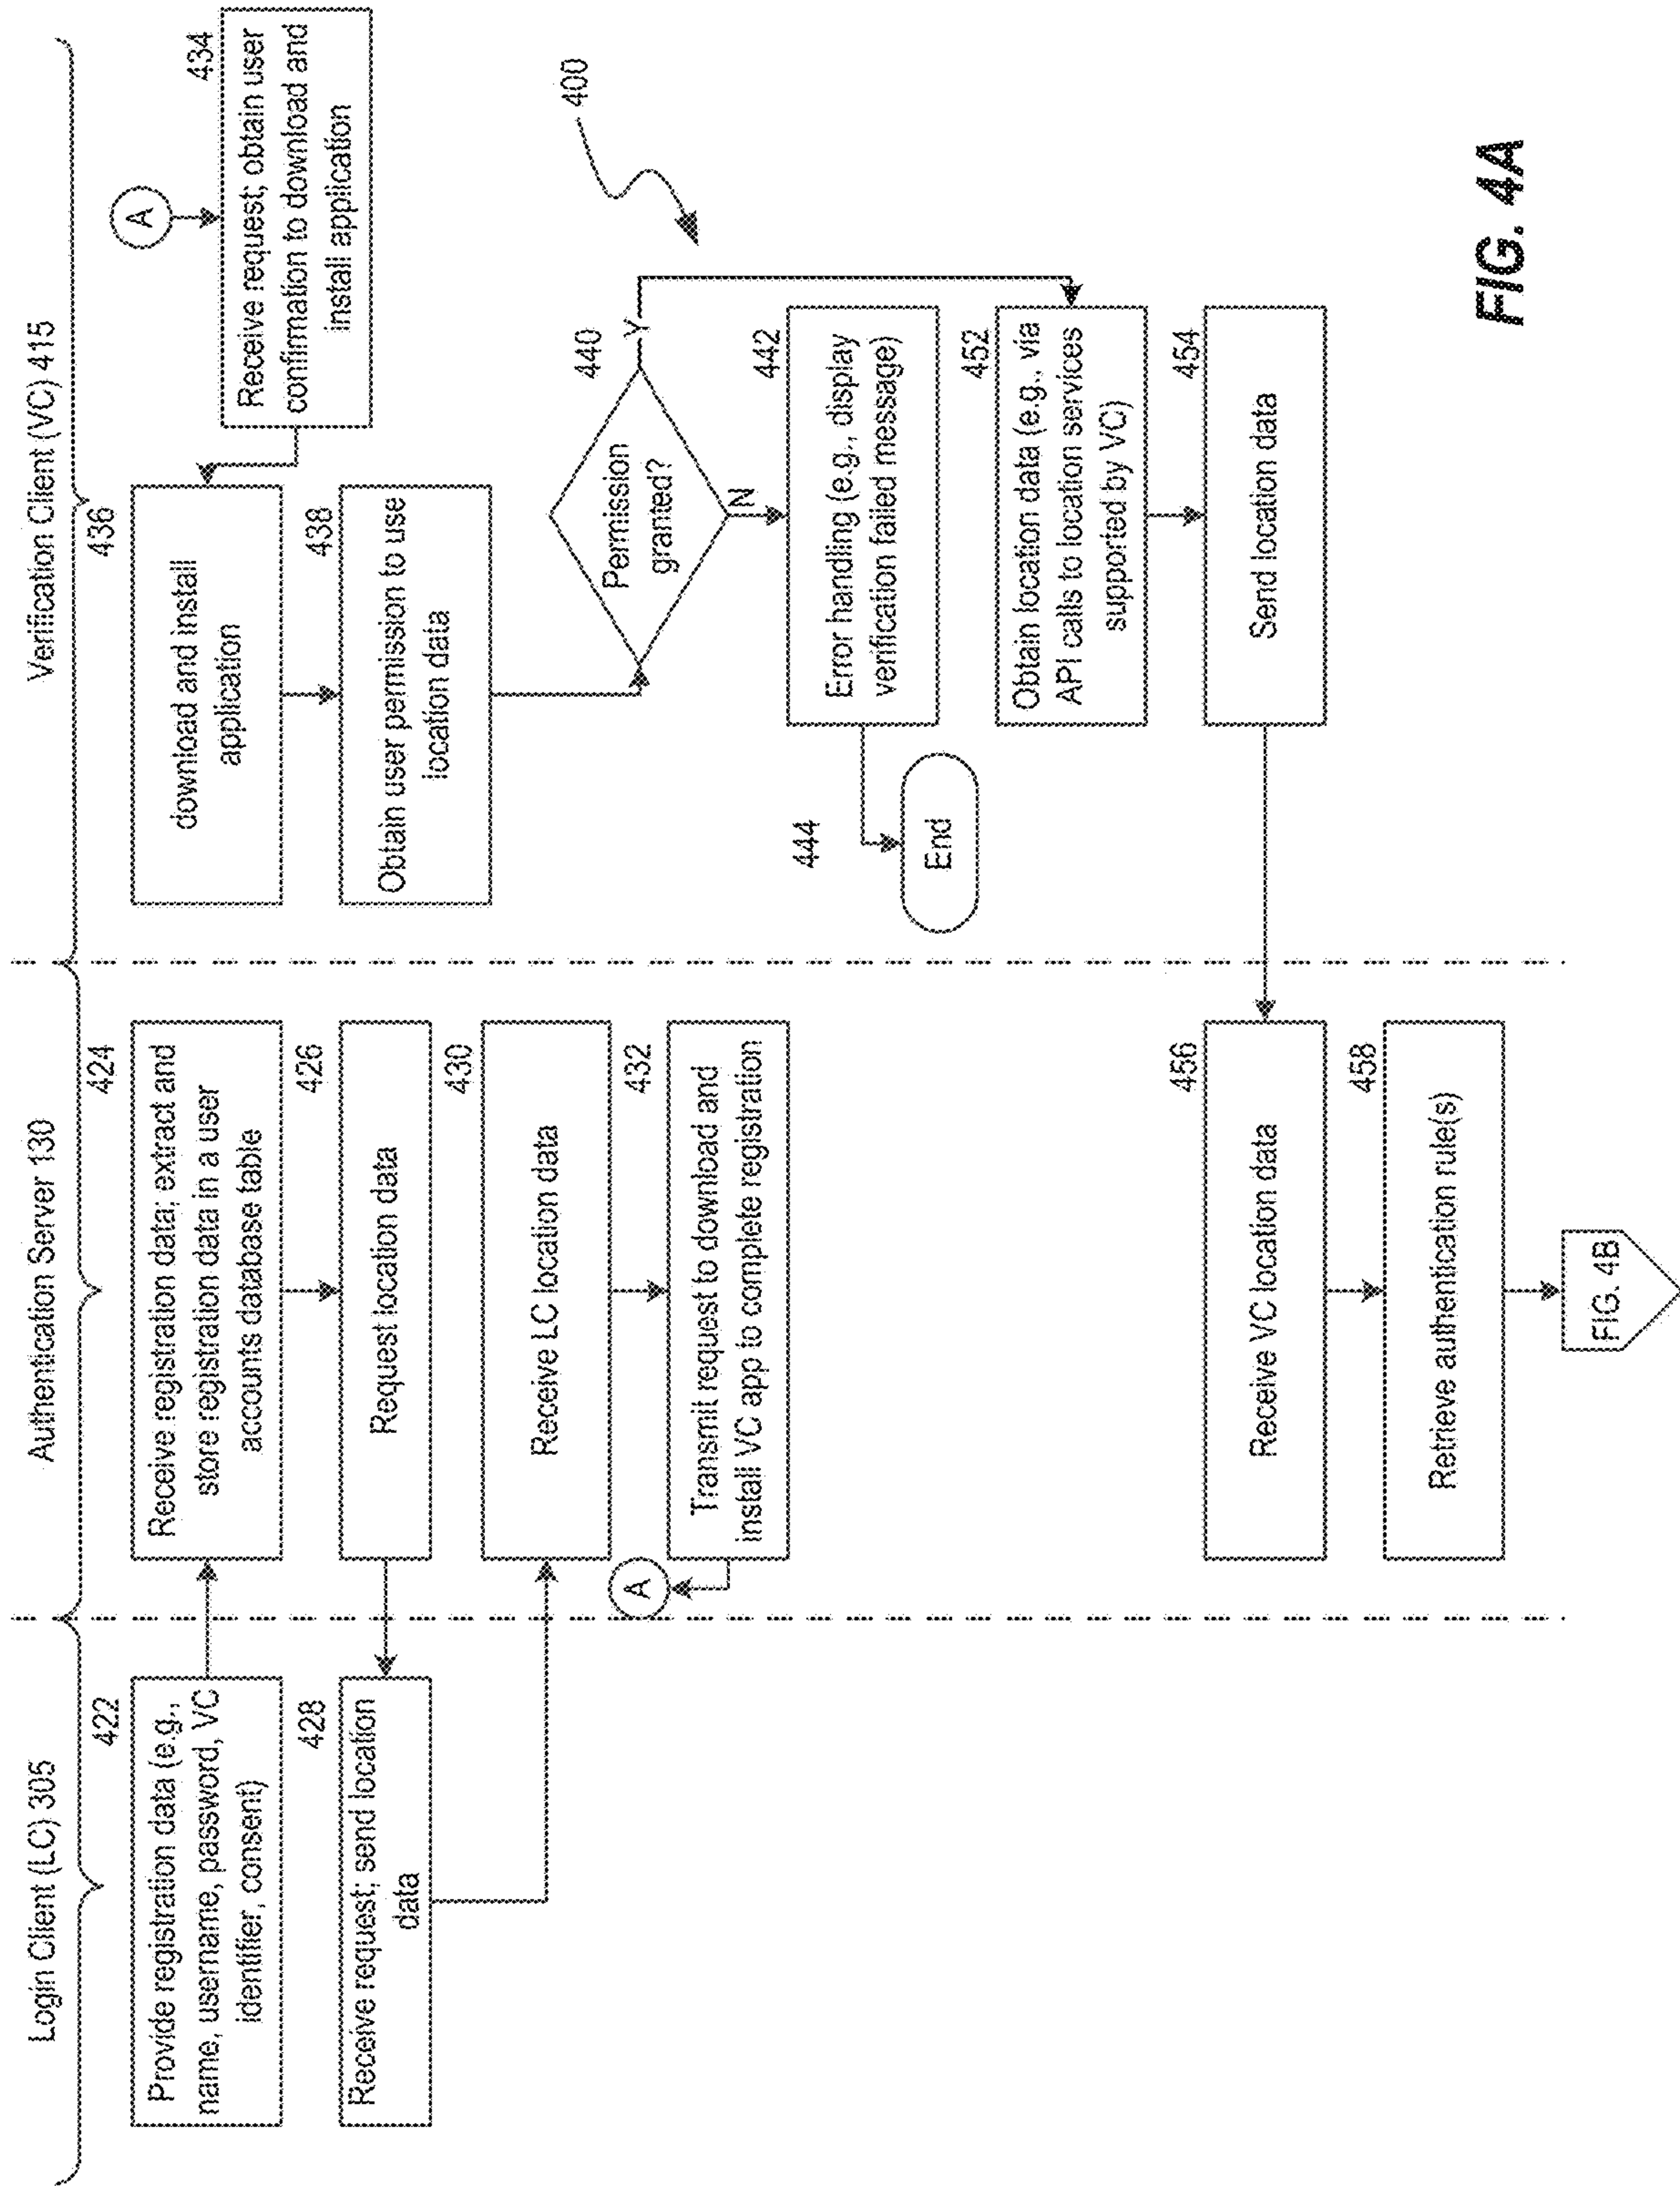 Login Client (LC) 305
Authentication Server 130
Verification Client (VC) 415
422
Provide registration data (e.g.,
name, username, password, VC
identifier, consent)
428
Receive request; send location
data
424
Receive registration data; extract and
store registration data in a user
accounts database table
426
Request location data
430
Receive LC location data
432
Transmit request to download and
install VC app to complete registration
A
A
434
Receive request; obtain user
confirmation to download and
install application
436
download and install
application
438
Obtain user permission to use
location data
440
Permission
granted?
Y
N
442
Error handling (e.g., display
verification failed message)
444
End
452
Obtain location data (e.g., via
API calls to location services
supported by VC)
454
Send location data
456
Receive VC location data
458
Retrieve authentication rule(s)
FIG. 4B
400
FIG. 4A